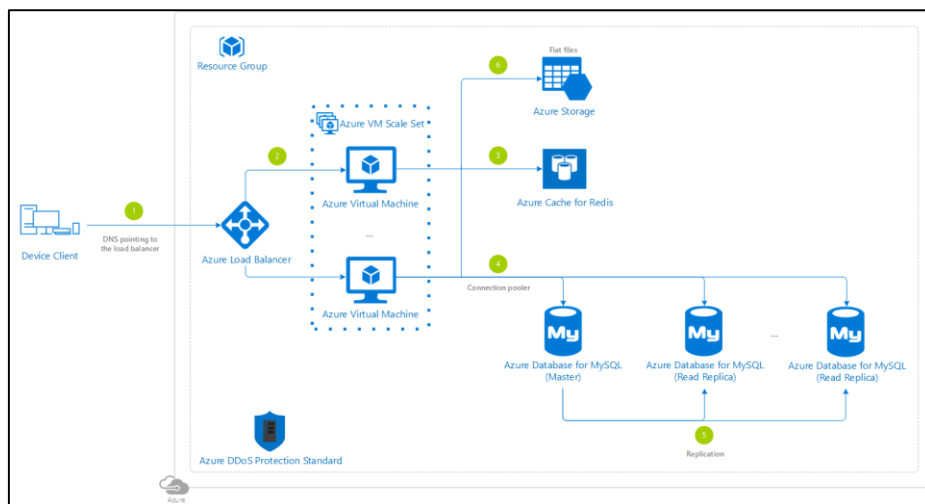 Resource Group
Flat files
6
Azure Storage
Azure VM Scale Set
2
3
Azure Virtual Machine
Azure Cache for Redis
1
Device Client
DNS pointing to
the load balancer
Azure Load Balancer
...
4
Connection pooler
Azure Virtual Machine
My
My
...
My
Azure Database for MySQL
(Master)
Azure Database for MySQL
(Read Replica)
Azure Database for MySQL
(Read Replica)
5
Replication
Azure DDoS Protection Standard
Azure